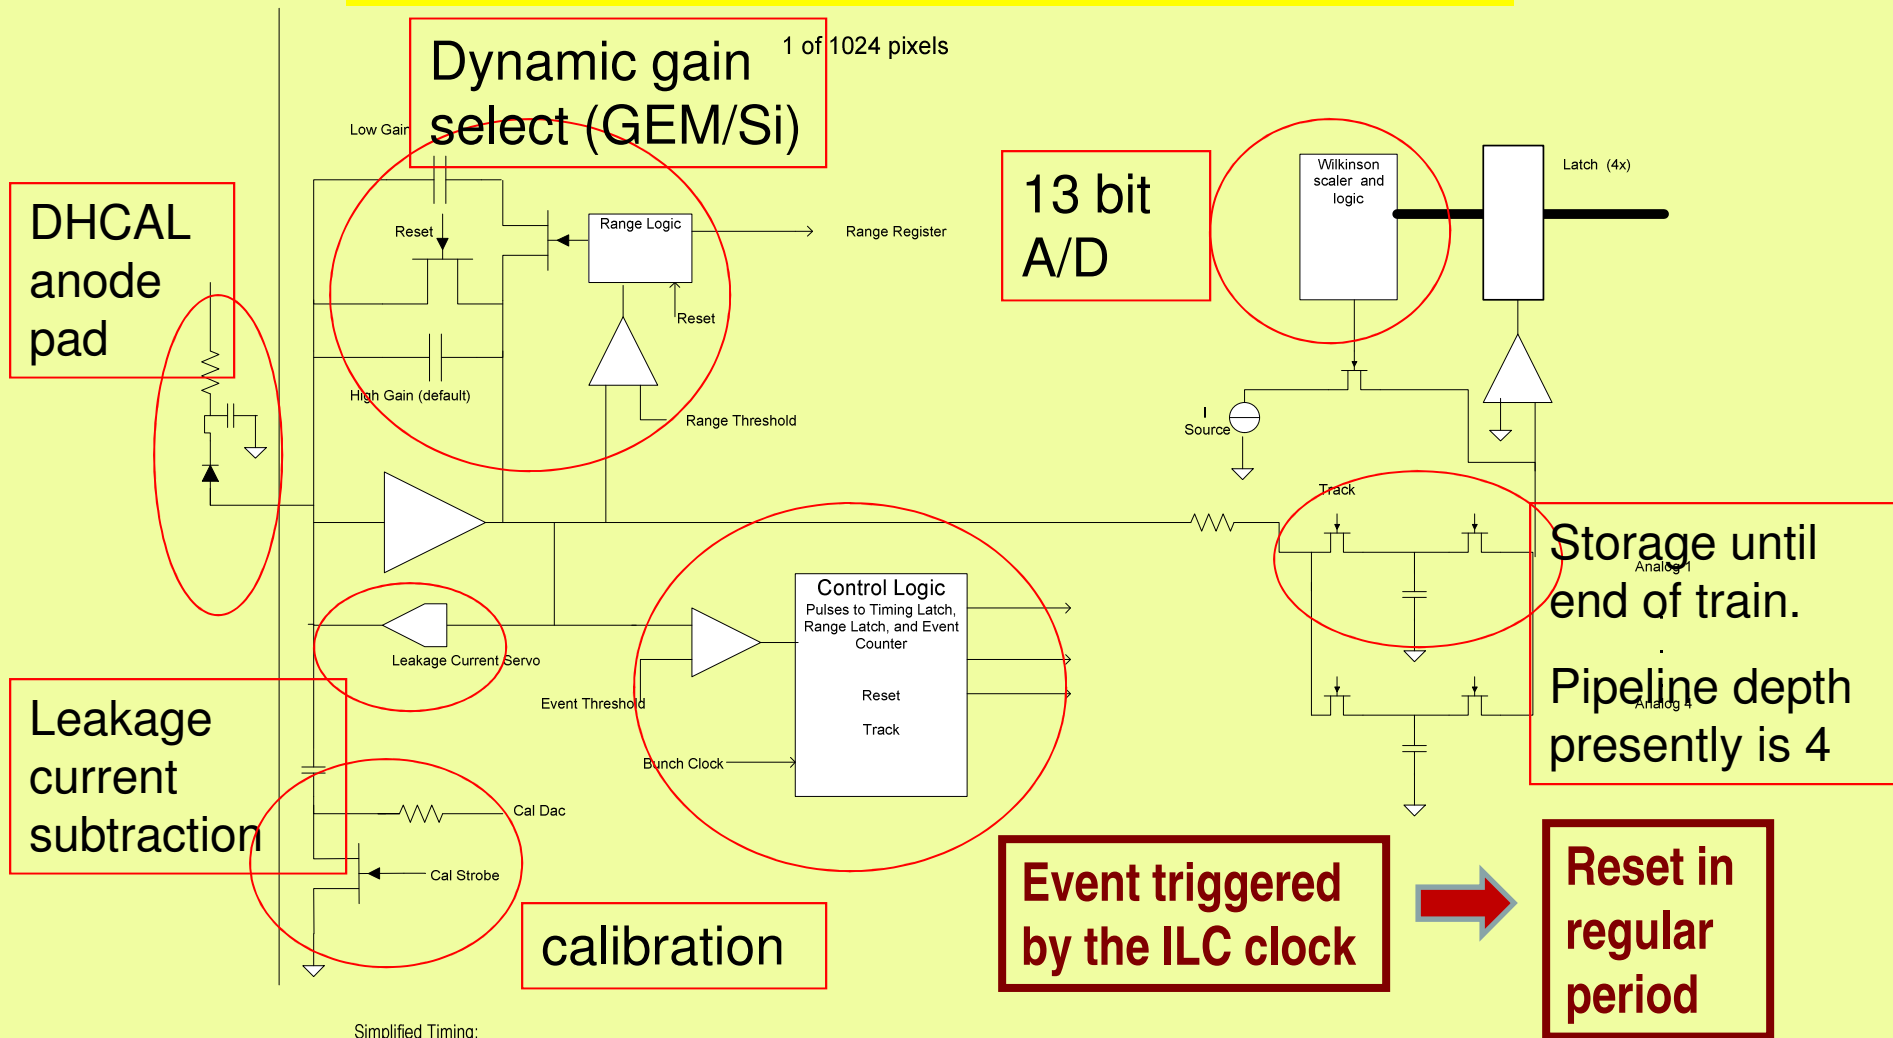 1 of 1024 pixels
Dynamic gain
select (GEM/Si)
Low Gain
DHCAL
anode
pad
Reset
Range Logic
Range Register
Reset
High Gain (default)
Range Threshold
13 bit
A/D
Wilkinson
scaler and
logic
Latch (4x)
I
Source
Track
Storage until
Analog 1
end of train.
.
.
Pipeline depth
Analog 4
presently is 4
Control Logic
Pulses to Timing Latch,
Range Latch, and Event
Counter
Reset
Track
Leakage Current Servo
Event Threshold
Bunch Clock
Leakage
current
subtraction
Cal Dac
Cal Strobe
calibration
Event triggered
by the ILC clock
Reset in
regular
period
Simplified Timing: